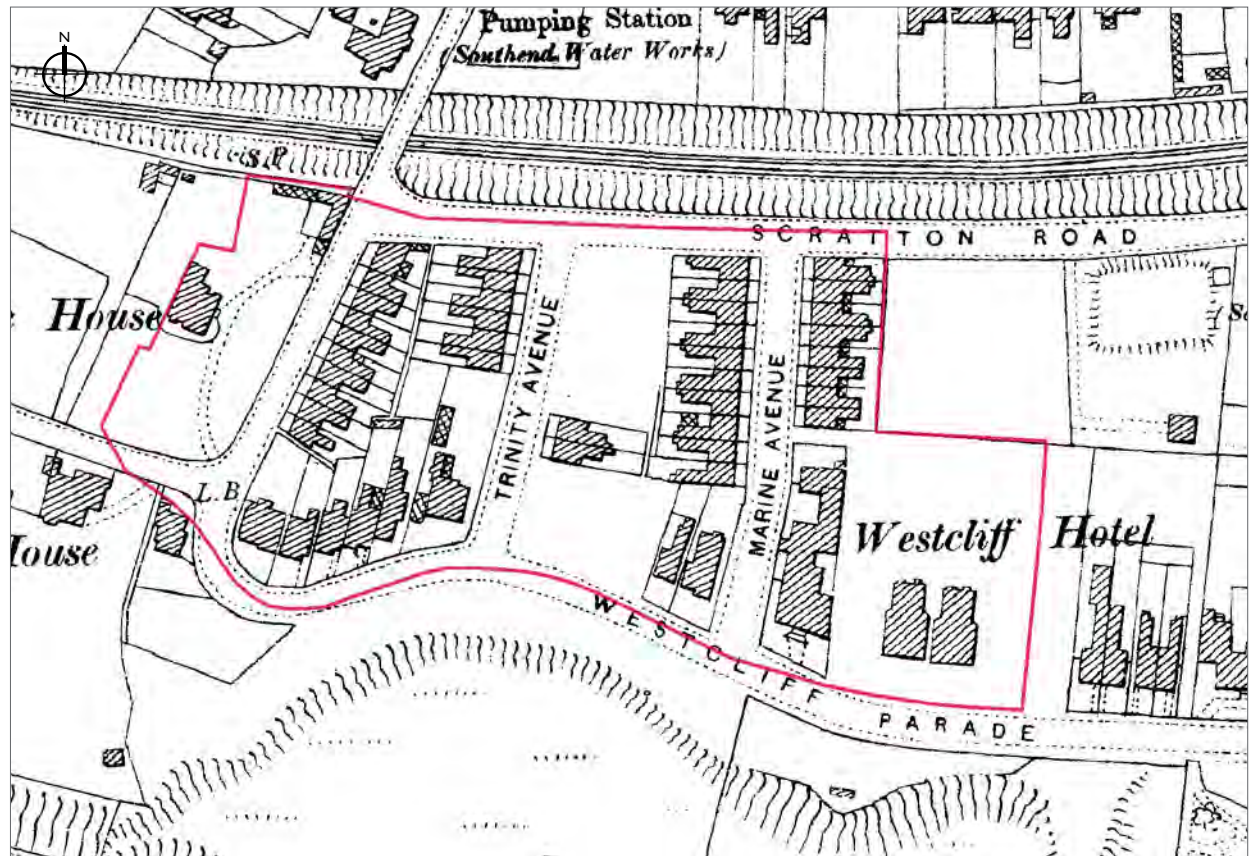 N
Pumping Station
(Southend Water Works)
S.P
SCRATTON ROAD
House
TRINITY AVENUE
MARINE AVENUE
L.B
House
Westcliff Hotel
WESTCLIFF PARADE